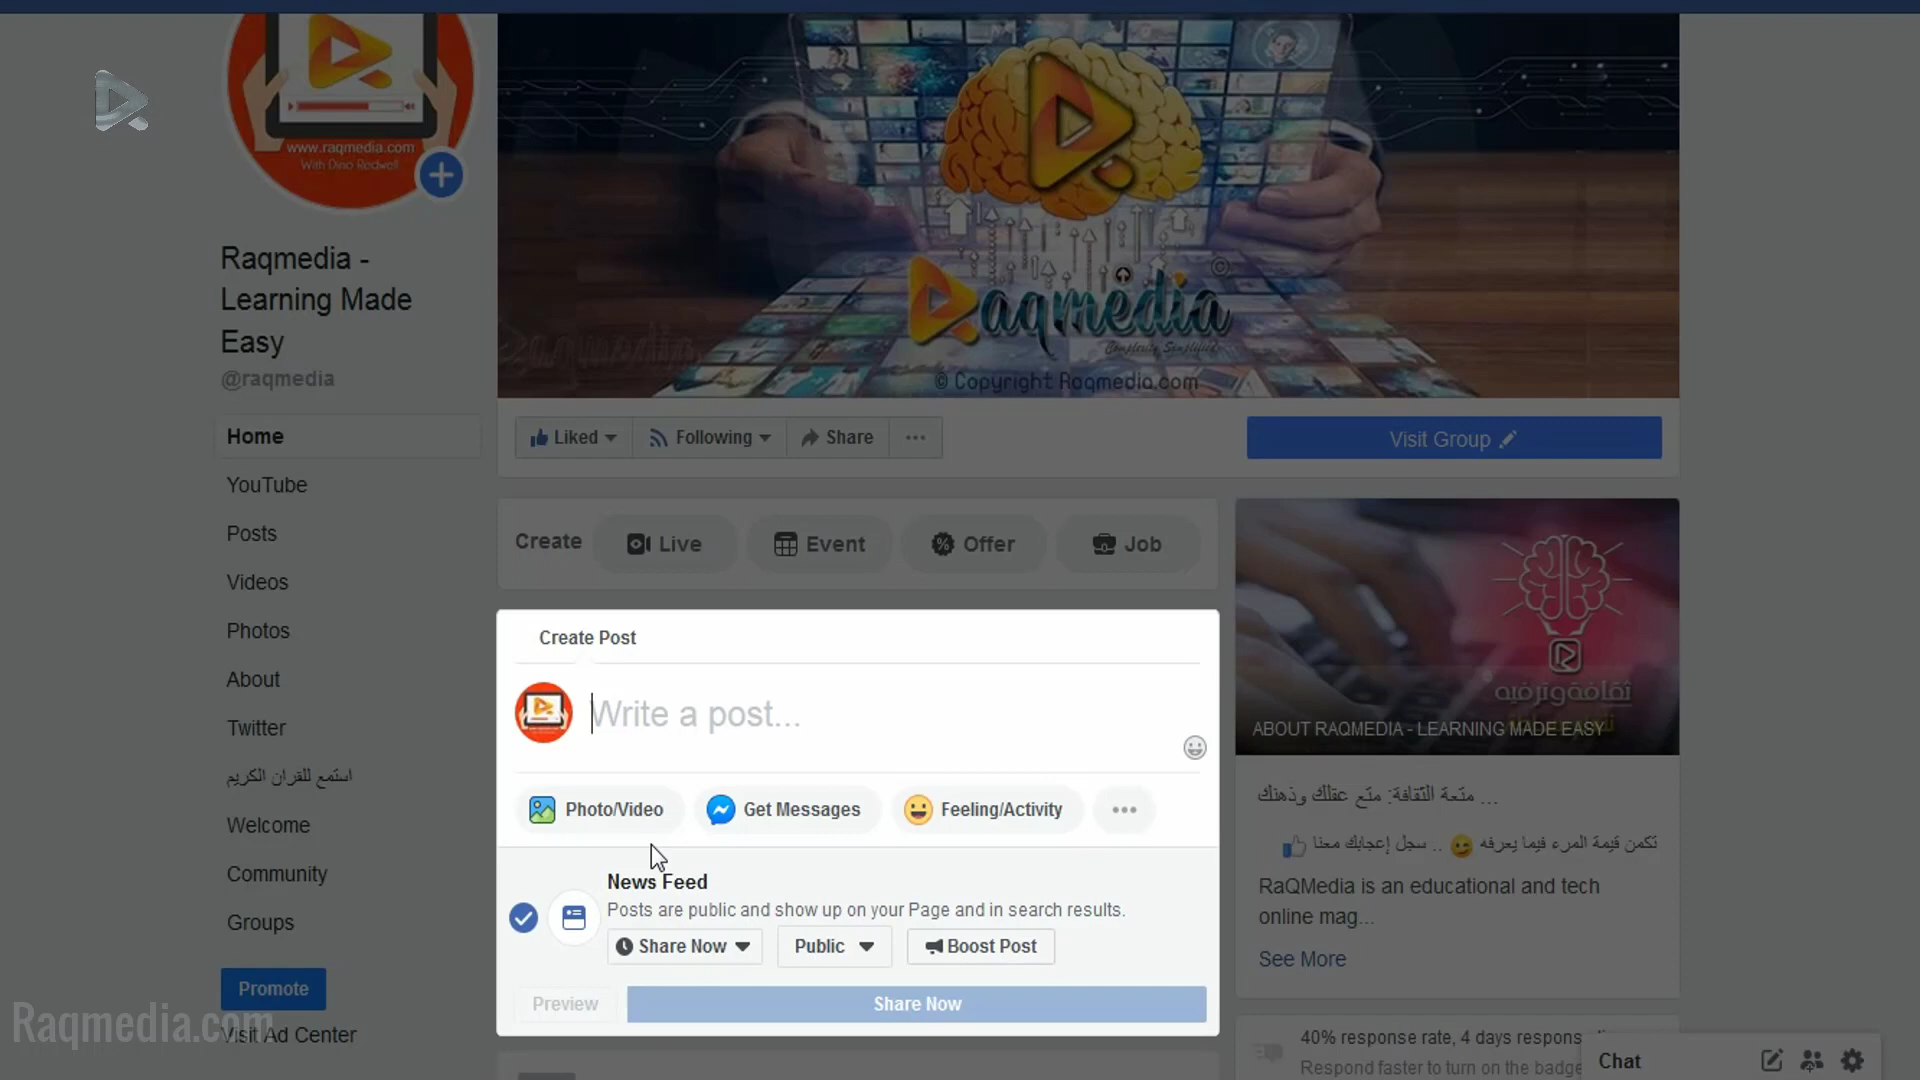 www.raqmedia.com
With Dino Redwell
Raqmedia -
Learning Made
Easy
@raqmedia
Home
YouTube
Posts
Videos
Photos
About
Twitter
استمع للقران الكريم
Welcome
Community
Groups
Promote
Visit Ad Center
Raqmedia.com
aqmedia
Complexity Simplified
© Copyright Raqmedia.com
Liked
Following
Share
Visit Group
Create
Live
Event
Offer
Job
Create Post
Write a post...
Photo/Video
Get Messages
Feeling/Activity
News Feed
Posts are public and show up on your Page and in search results.
Share Now
Public
Boost Post
Preview
Share Now
ثقافة وترفيه
ABOUT RAQMEDIA - LEARNING MADE EASY
متعة الثقافة: متع عقلك وذهنك ...
تكمن قيمة المرء فيما يعرفه 😉 .. سجل إعجابك معنا
RaQMedia is an educational and tech
online mag...
See More
40% response rate, 4 days respons
Respond faster to turn on the badge
Chat